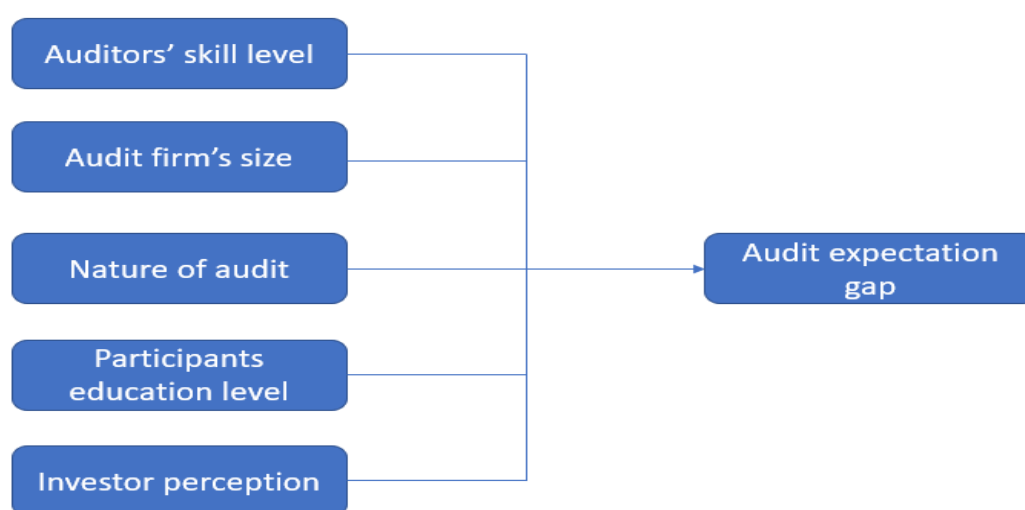 Auditors’ skill level
Audit firm’s size
Nature of audit
Participants
education level
Investor perception
Audit expectation
gap